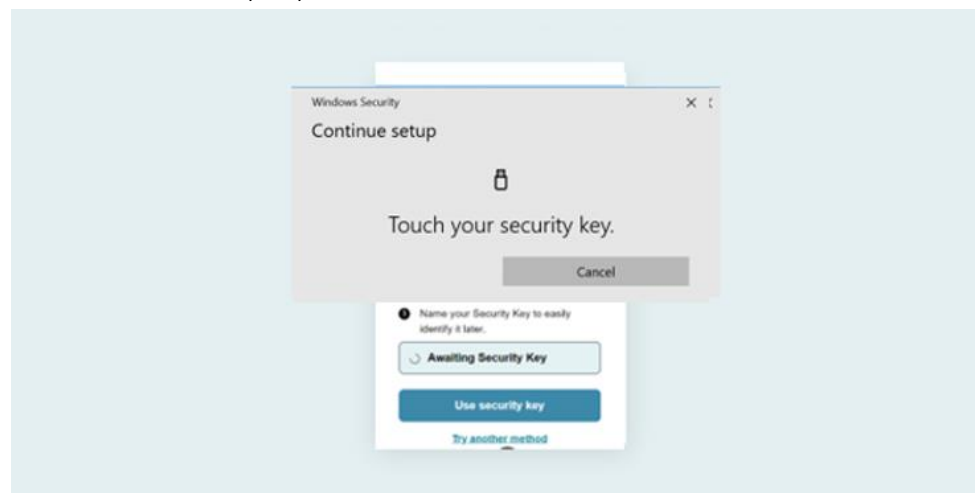 Windows Security
Continue setup
Touch your security key.
Cancel
Name your Security Key to easily
identify it later.
Awaiting Security Key
Use security key
Try another method